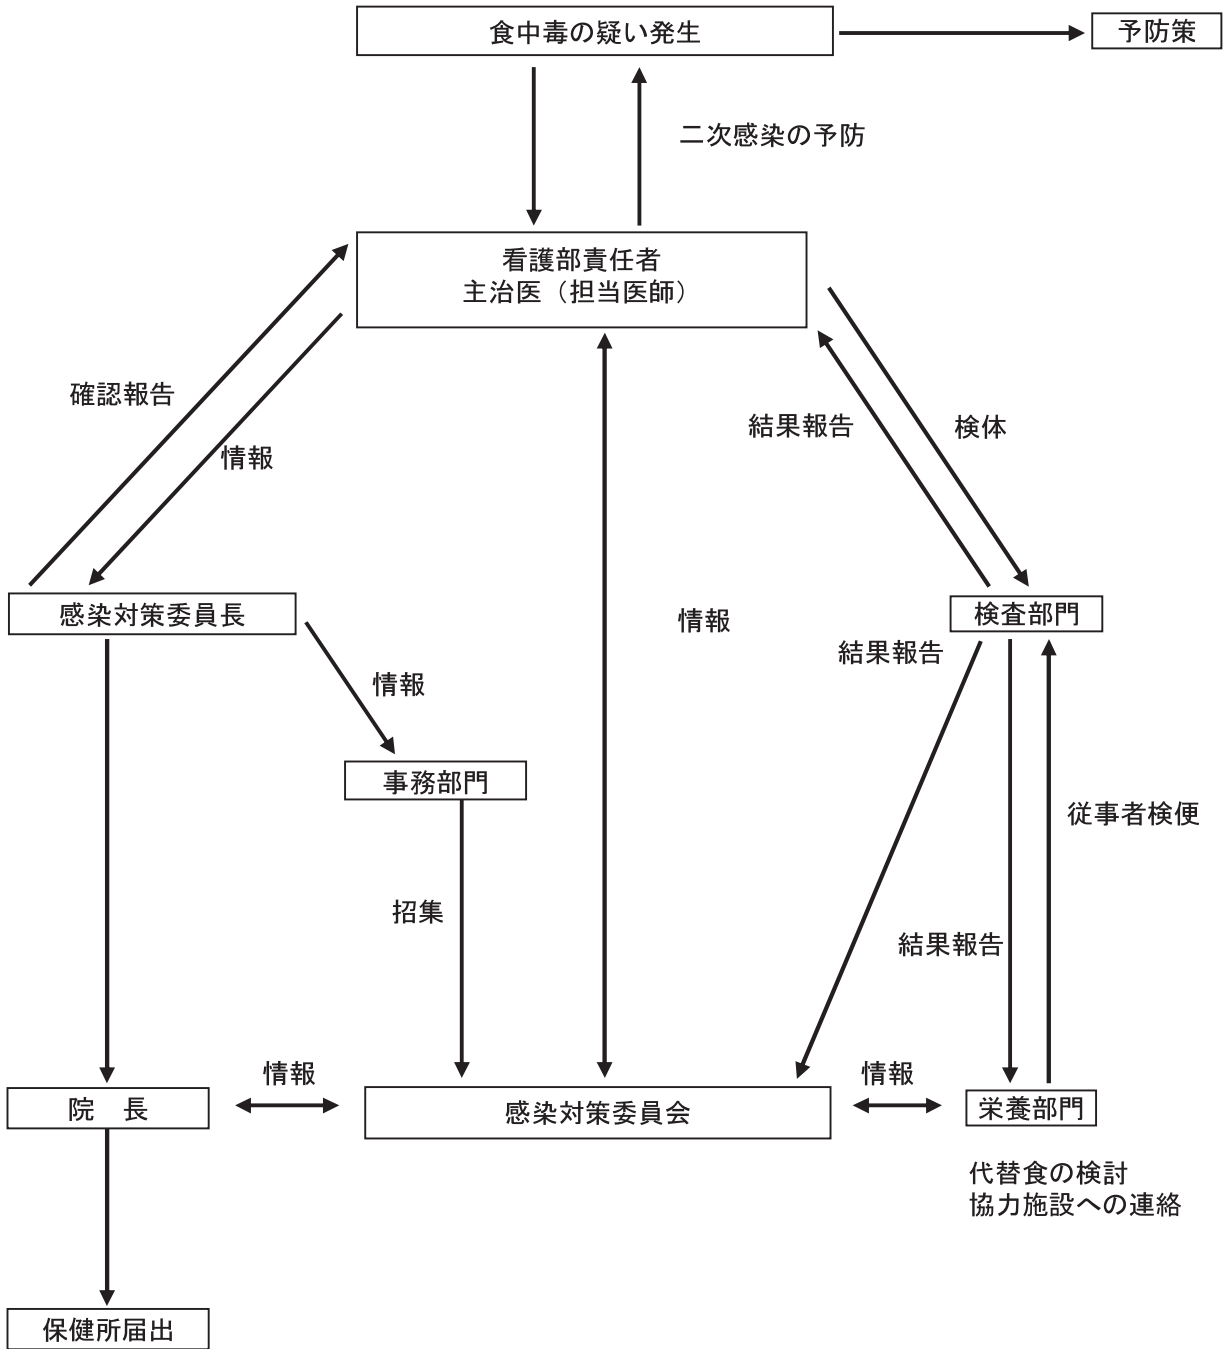 食中毒の疑い発生
予防策
二次感染の予防
看護部責任者
主治医（担当医師）
確認報告
情報
結果報告
検体
感染対策委員長
検査部門
情報
情報
結果報告
事務部門
従事者検便
招集
結果報告
情報
情報
院　長
感染対策委員会
栄養部門
代替食の検討
協力施設への連絡
保健所届出